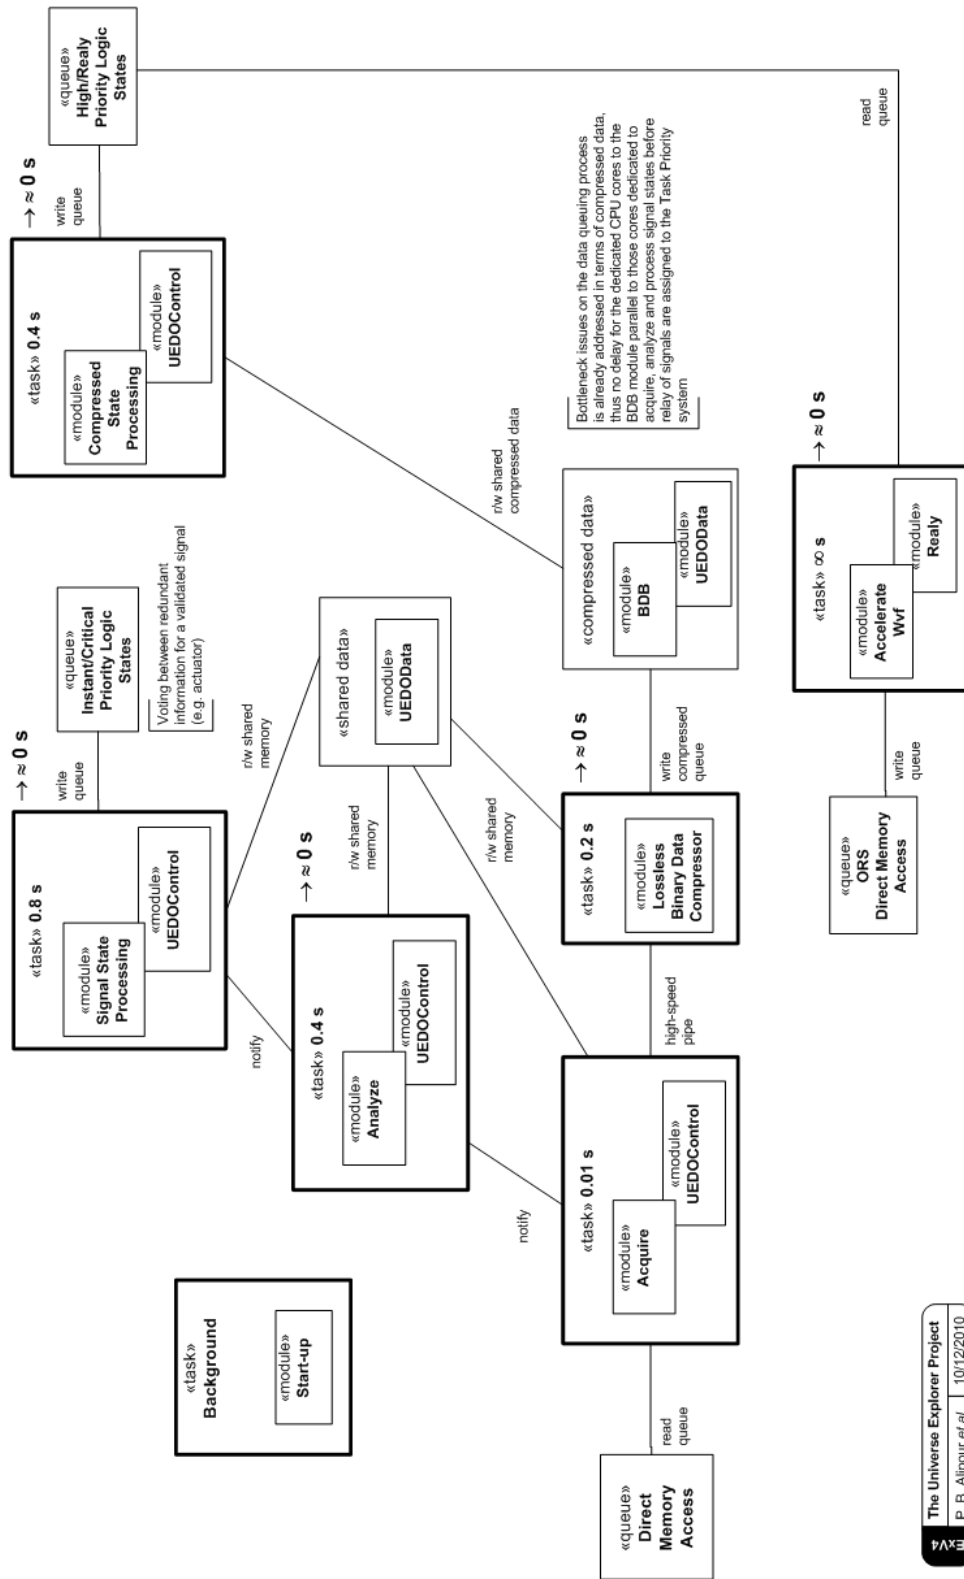 «task»
Background
«module»
Start-up
«task» 0.8 s
«module»
Signal State
Processing
«module»
UEDOControl
→ ≈ 0 s
write
queue
«queue»
Instant/Critical
Priority Logic
States
Voting between redundant
information for a validated signal
(e.g. actuator)
«task» 0.4 s
«module»
Compressed
State
Processing
«module»
UEDOControl
→ ≈ 0 s
write
queue
«queue»
High/Realy
Priority Logic
States
notify
r/w shared
memory
«task» 0.4 s
«module»
Analyze
«module»
UEDOControl
→ ≈ 0 s
r/w shared
memory
«shared data»
«module»
UEDOData
r/w shared
compressed data
notify
r/w shared
memory
«queue»
Direct
Memory
Access
read
queue
«task» 0.01 s
«module»
Acquire
«module»
UEDOControl
high-speed
pipe
«task» 0.2 s
«module»
Lossless
Binary Data
Compressor
→ ≈ 0 s
write
compressed
queue
«compressed data»
«module»
BDB
«module»
UEDOData
Bottleneck issues on the data queuing process
is already addressed in terms of compressed data,
thus no delay for the dedicated CPU cores to the
BDB module parallel to those cores dedicated to
acquire, analyze and process signal states before
relay of signals are assigned to the Task Priority
system
«queue»
ORS
Direct Memory
Access
write
queue
«task» ∞ s
«module»
Accelerate
Wvf
«module»
Realy
→ ≈ 0 s
read
queue
ExV4
The Universe Explorer Project
P. B. Alipour et al
10/12/2010